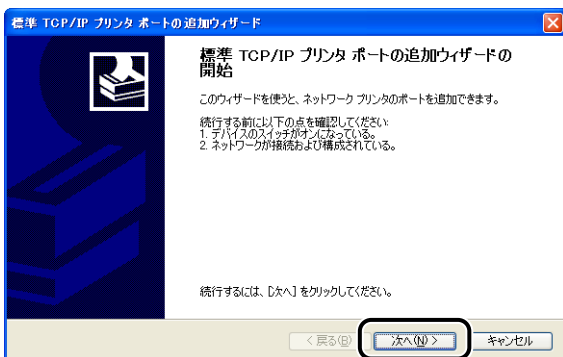 標準 TCP/IP プリンタ ポートの追加ウィザード
標準 TCP/IP プリンタ ポートの追加ウィザードの
開始
このウィザードを使うと、ネットワーク プリンタのポートを追加できます。
続行する前に以下の点を確認してください:
1. デバイスのスイッチがオンになっている。
2. ネットワークが接続および構成されている。
続行するには、[次へ] をクリックしてください。
< 戻る(B)
次へ(N) >
キャンセル